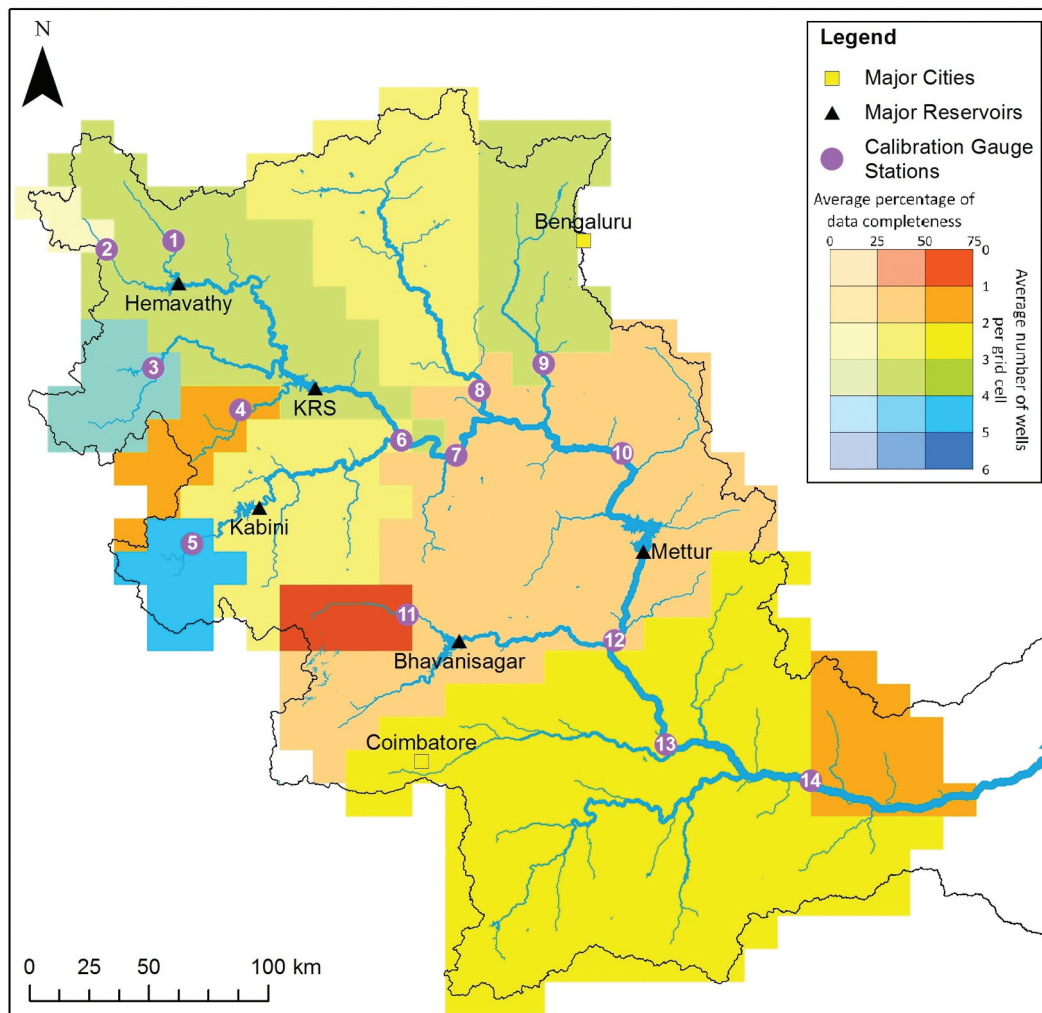 N
Legend
Major Cities
Major Reservoirs
Calibration Gauge
Stations
Average percentage of
data completeness
0 25 50 75
0
1
2
3
4
5
6
Average number of wells
per grid cell
Bengaluru
1
2
Hemavathy
3
9
KRS
8
4
6
7
10
Kabini
5
Mettur
11
12
Bhavanisagar
Coimbatore
13
14
0 25 50 100 km